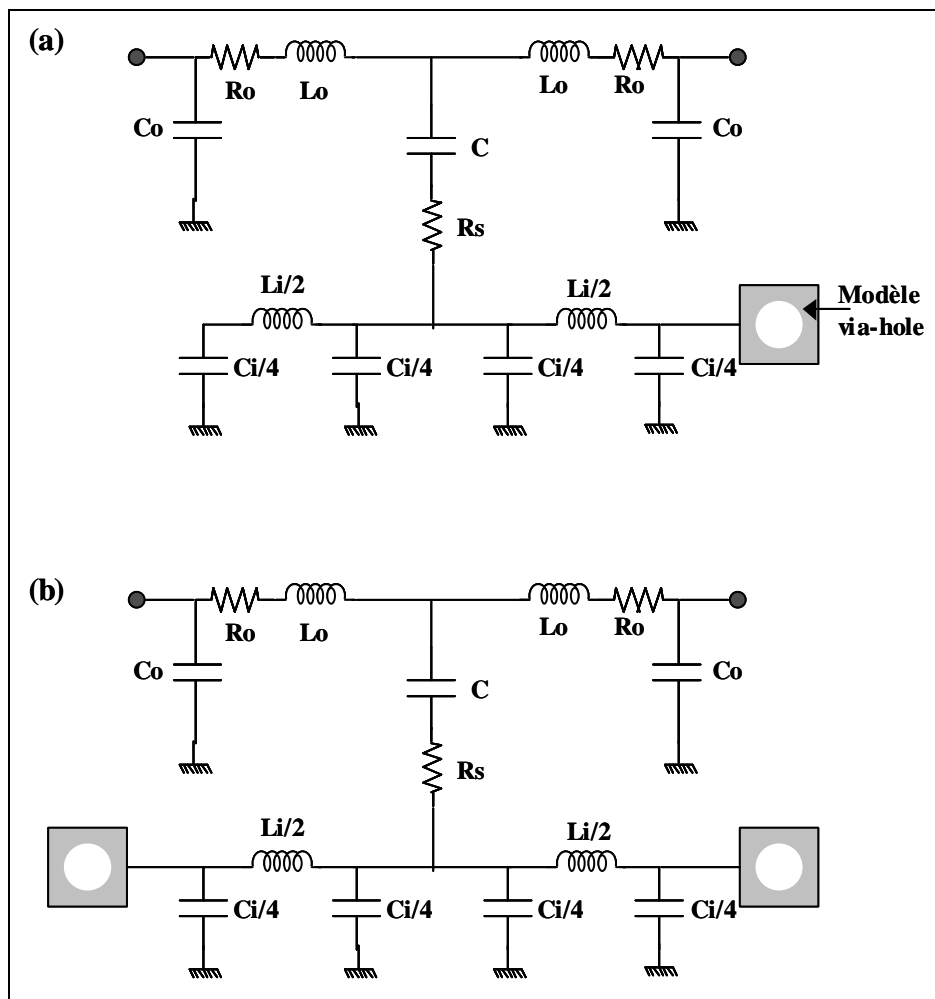 (a)
Ro Lo Lo Ro
Co C Co
Rs
Li/2 Li/2 Modèle
via-hole
Ci/4 Ci/4 Ci/4 Ci/4
(b)
Ro Lo Lo Ro
Co C Co
Rs
Li/2 Li/2
Ci/4 Ci/4 Ci/4 Ci/4